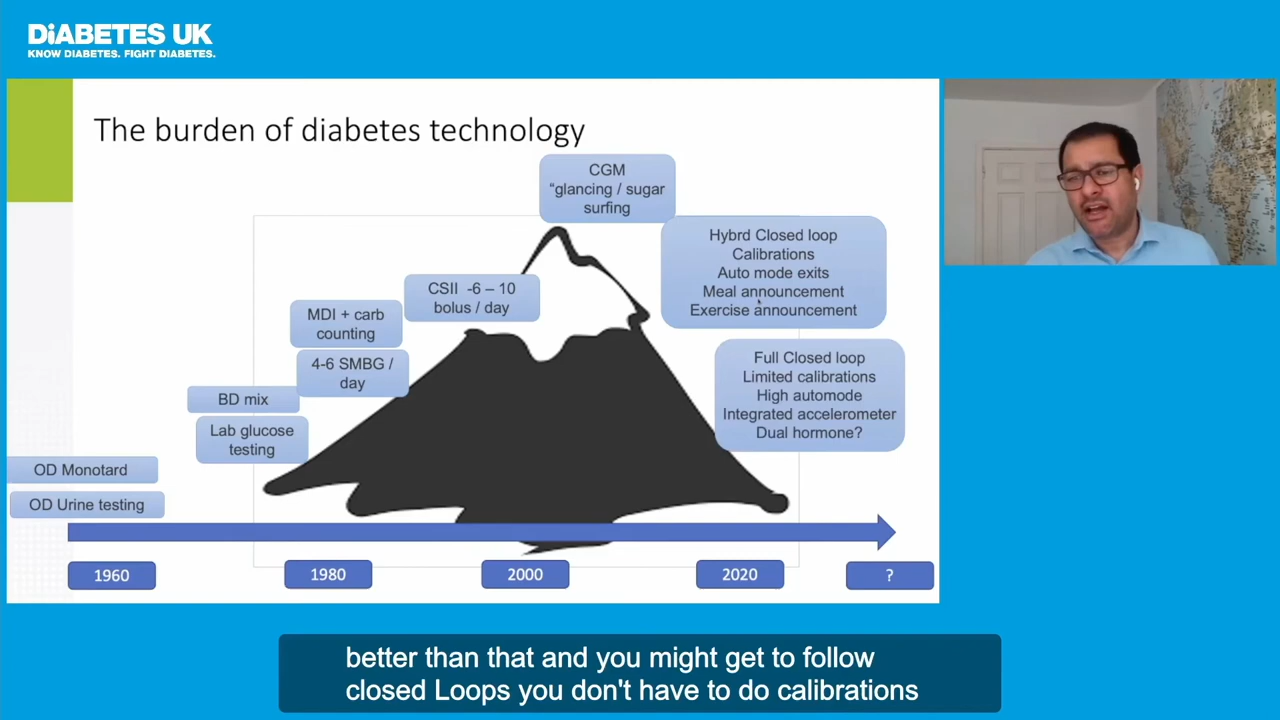 DiABETES UK
KNOW DIABETES. FIGHT DIABETES.
The burden of diabetes technology
CGM
“glancing / sugar
surfing
Hybrd Closed loop
Calibrations
Auto mode exits
Meal announcement
Exercise announcement
CSII -6 – 10
bolus / day
MDI + carb
counting
4-6 SMBG /
day
Full Closed loop
Limited calibrations
High automode
Integrated accelerometer
Dual hormone?
BD mix
Lab glucose
testing
OD Monotard
OD Urine testing
1960
1980
2000
2020
?
better than that and you might get to follow
closed Loops you don't have to do calibrations